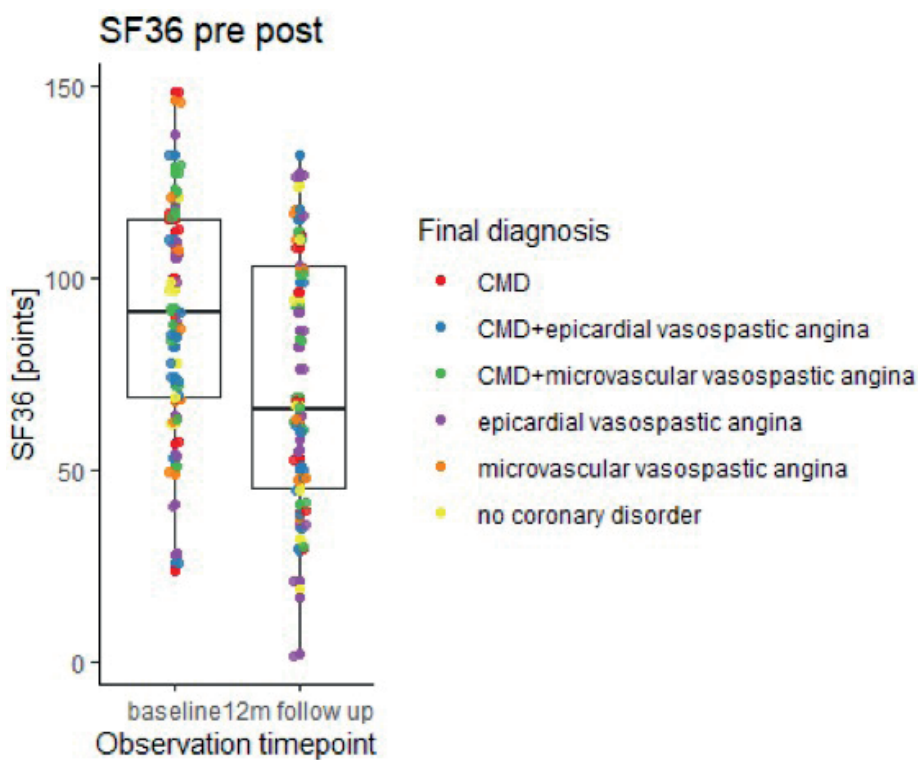 SF36 pre post
SF36 [points]
150
100
50
0
baseline12m follow up
Observation timepoint
Final diagnosis
CMD
CMD+epicardial vasospastic angina
CMD+microvascular vasospastic angina
epicardial vasospastic angina
microvascular vasospastic angina
no coronary disorder